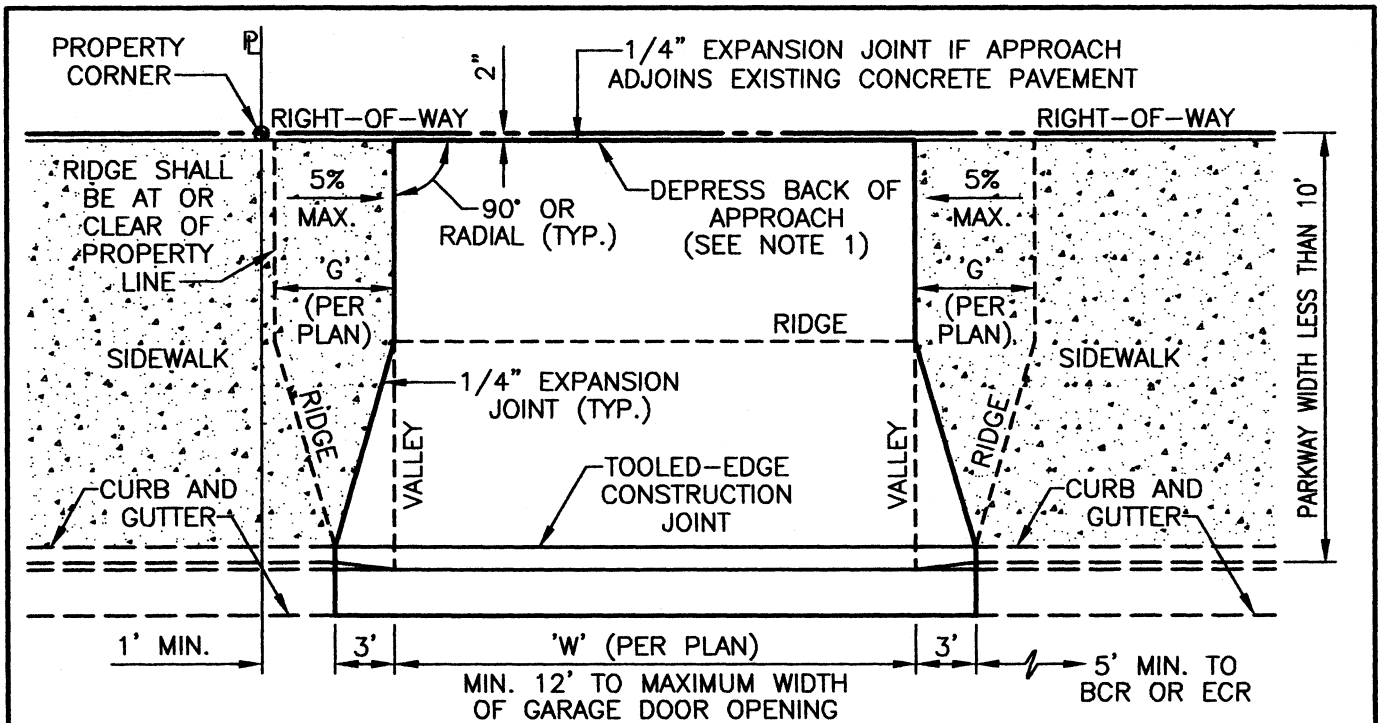 PROPERTY
CORNER
PL
2"
1/4" EXPANSION JOINT IF APPROACH
ADJOINS EXISTING CONCRETE PAVEMENT
RIGHT-OF-WAY
RIGHT-OF-WAY
RIDGE SHALL
BE AT OR
CLEAR OF
PROPERTY
LINE
5%
MAX.
'G'
(PER
PLAN)
90° OR
RADIAL (TYP.)
DEPRESS BACK OF
APPROACH
(SEE NOTE 1)
5%
MAX.
'G'
(PER
PLAN)
PARKWAY WIDTH LESS THAN 10'
RIDGE
SIDEWALK
SIDEWALK
RIDGE
1/4" EXPANSION
JOINT (TYP.)
VALLEY
VALLEY
RIDGE
TOOLED-EDGE
CONSTRUCTION
JOINT
CURB AND
GUTTER
CURB AND
GUTTER
1' MIN.
3'
'W' (PER PLAN)
MIN. 12' TO MAXIMUM WIDTH
OF GARAGE DOOR OPENING
3'
5' MIN. TO
BCR OR ECR